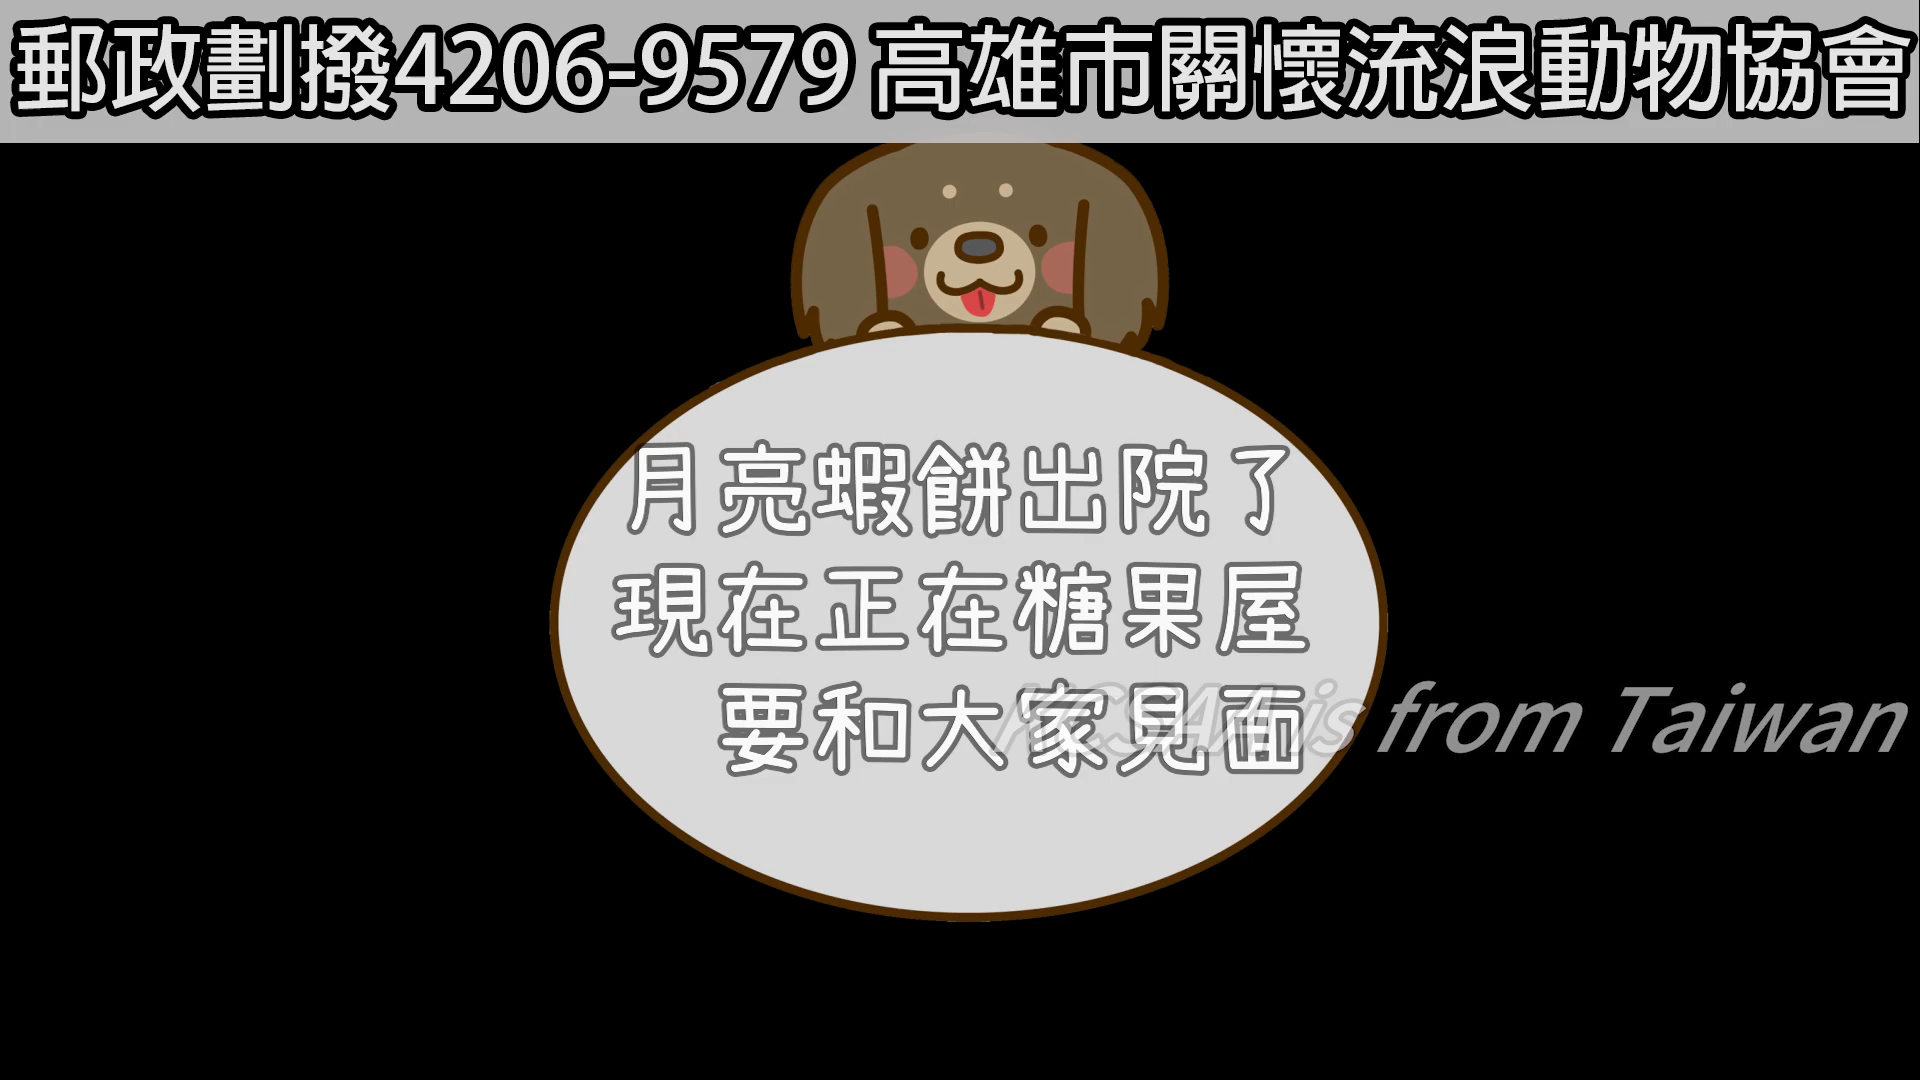 郵政劃撥4206-9579 高雄市關懷流浪動物協會
月亮蝦餅出院了
現在正在糖果屋
要和大家見面
is from Taiwan